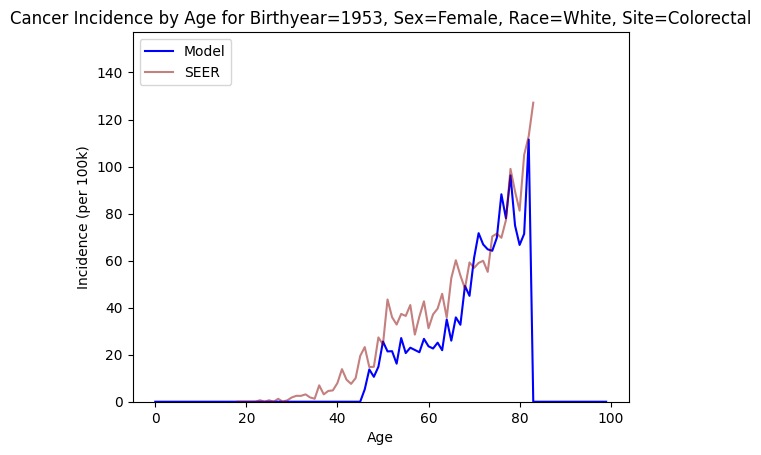 Cancer Incidence by Age for Birthyear=1953, Sex=Female, Race=White, Site=Colorectal
Model
SEER
140
120
100
80
60
40
20
0
Incidence (per 100k)
0 20 40 60 80 100
Age